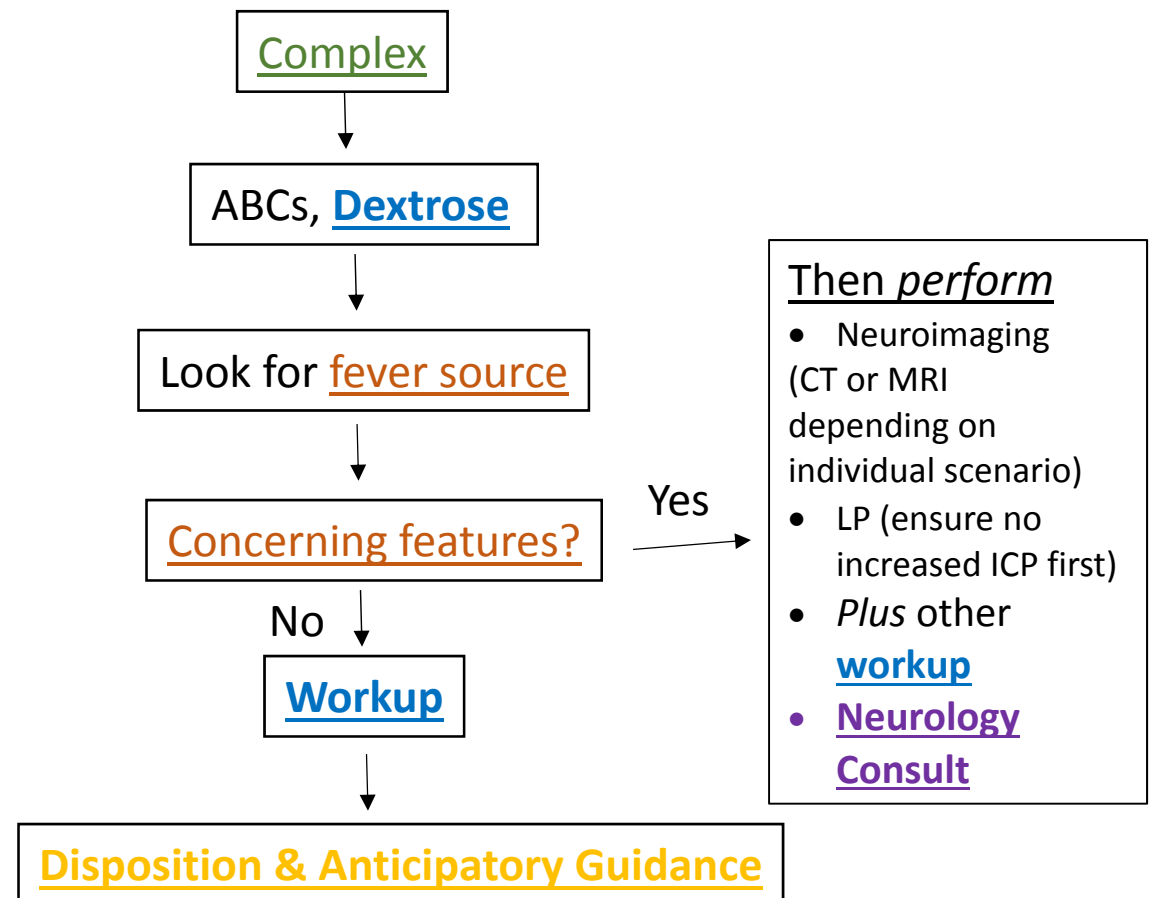 Complex
ABCs, Dextrose
Look for fever source
Concerning features?
Yes
No
Workup
Disposition & Anticipatory Guidance
Then perform
• Neuroimaging
(CT or MRI
depending on
individual scenario)
• LP (ensure no
increased ICP first)
• Plus other
workup
• Neurology
Consult